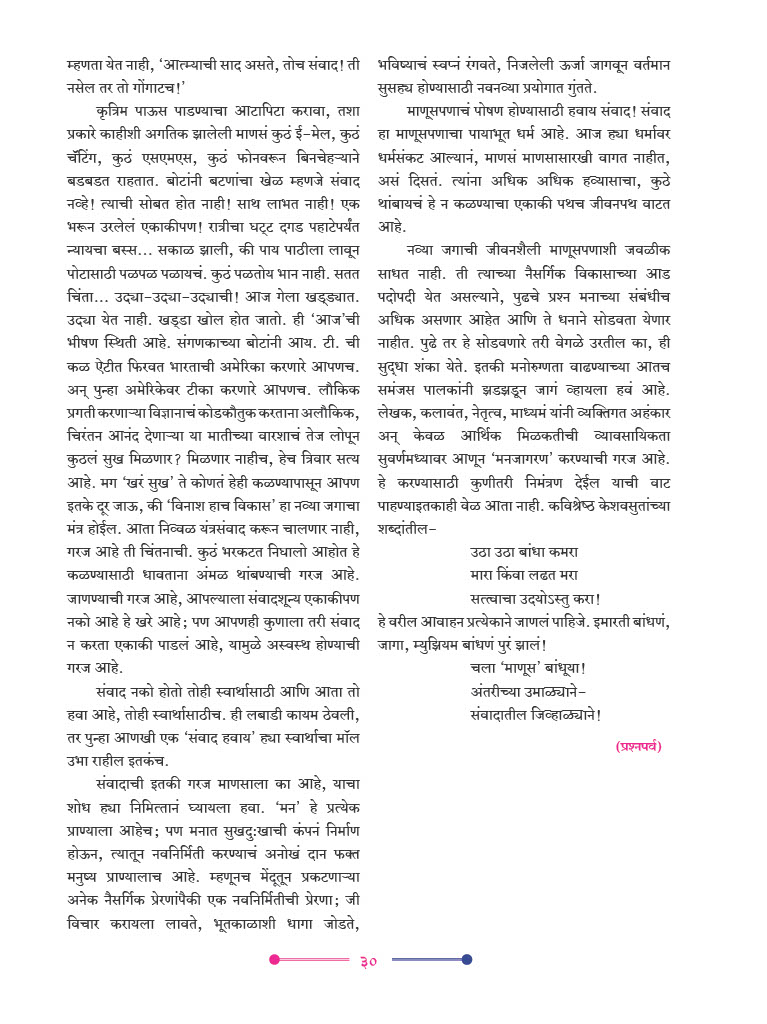 म्हणता येत नाही, ‘आत्म्याची साद असते, तोच संवाद! ती
नसेल तर तो गोंगाटच!’
कृत्रिम पाऊस पाडण्याचा आटापिटा करावा, तशा
प्रकारे काहीशी अगतिक झालेली माणसं कुठं ई-मेल, कुठं
चॅटिंग, कुठं एसएमएस, कुठं फोनवरून बिनचेहऱ्याने
बडबडत राहतात. बोटांनी बटणांचा खेळ म्हणजे संवाद
नव्हे! त्याची सोबत होत नाही! साथ लाभत नाही! एक
भरून उरलेलं एकाकीपण! रात्रीचा घट्ट दगड पहाटेपर्यंत
न्यायचा बस्स... सकाळ झाली, की पाय पाठीला लावून
पोटासाठी पळपळ पळायचं. कुठं पळतोय भान नाही. सतत
चिंता... उद्या-उद्या-उद्याची! आज गेला खड्ड्यात.
उद्या येत नाही. खड्डा खोल होत जातो. ही ‘आज’ची
भीषण स्थिती आहे. संगणकाच्या बोटांनी आय. टी. ची
कळ ऐटीत फिरवत भारताची अमेरिका करणारे आपणच.
अन् पुन्हा अमेरिकेवर टीका करणारे आपणच. लौकिक
प्रगती करणाऱ्या विज्ञानाचं कोडकौतुक करताना अलौकिक,
चिरंतन आनंद देणाऱ्या या मातीच्या वारशाचं तेज लोपून
कुठलं सुख मिळणार? मिळणार नाहीच, हेच त्रिवार सत्य
आहे. मग ‘खरं सुख’ ते कोणतं हेही कळण्यापासून आपण
इतके दूर जाऊ, की ‘विनाश हाच विकास’ हा नव्या जगाचा
मंत्र होईल. आता निव्वळ यंत्रसंवाद करून चालणार नाही,
गरज आहे ती चिंतनाची. कुठं भरकटत निघालो आहोत हे
कळण्यासाठी धावताना अंमळ थांबण्याची गरज आहे.
जाणण्याची गरज आहे, आपल्याला संवादशून्य एकाकीपण
नको आहे हे खरे आहे; पण आपणही कुणाला तरी संवाद
न करता एकाकी पाडलं आहे, यामुळे अस्वस्थ होण्याची
गरज आहे.
संवाद नको होतो तोही स्वार्थासाठी आणि आता तो
हवा आहे, तोही स्वार्थासाठीच. ही लबाडी कायम ठेवली,
तर पुन्हा आणखी एक ‘संवाद हवाय’ ह्या स्वार्थाचा मॉल
उभा राहील इतकंच.
संवादाची इतकी गरज माणसाला का आहे, याचा
शोध ह्या निमित्तानं घ्यायला हवा. ‘मन’ हे प्रत्येक
प्राण्याला आहेच; पण मनात सुखदुःखाची कंपनं निर्माण
होऊन, त्यातून नवनिर्मिती करण्याचं अनोखं दान फक्त
मनुष्य प्राण्यालाच आहे. म्हणूनच मेंदूतून प्रकटणाऱ्या
अनेक नैसर्गिक प्रेरणांपैकी एक नवनिर्मितीची प्रेरणा; जी
विचार करायला लावते, भूतकाळाशी धागा जोडते,
भविष्याचं स्वप्नं रंगवते, निजलेली ऊर्जा जागवून वर्तमान
सुसह्य होण्यासाठी नवनव्या प्रयोगात गुंतते.
माणूसपणाचं पोषण होण्यासाठी हवाय संवाद! संवाद
हा माणूसपणाचा पायाभूत धर्म आहे. आज ह्या धर्मावर
धर्मसंकट आल्यानं, माणसं माणसासारखी वागत नाहीत,
असं दिसतं. त्यांना अधिक अधिक हव्यासाचा, कुठे
थांबायचं हे न कळण्याचा एकाकी पथच जीवनपथ वाटत
आहे.
नव्या जगाची जीवनशैली माणूसपणाशी जवळीक
साधत नाही. ती त्याच्या नैसर्गिक विकासाच्या आड
पदोपदी येत असल्याने, पुढचे प्रश्न मनाच्या संबंधीच
अधिक असणार आहेत आणि ते धनाने सोडवता येणार
नाहीत. पुढे तर हे सोडवणारे तरी वेगळे उरतील का, ही
सुद्धा शंका येते. इतकी मनोरुग्णता वाढण्याच्या आतच
समंजस पालकांनी झडझडून जागं व्हायला हवं आहे.
लेखक, कलावंत, नेतृत्व, माध्यमं यांनी व्यक्तिगत अहंकार
अन् केवळ आर्थिक मिळकतीची व्यावसायिकता
सुवर्णमध्यावर आणून ‘मनजागरण’ करण्याची गरज आहे.
हे करण्यासाठी कुणीतरी निमंत्रण देईल याची वाट
पाहण्याइतकाही वेळ आता नाही. कविश्रेष्ठ केशवसुतांच्या
शब्दांतील-
उठा उठा बांधा कमरा
मारा किंवा लढत मरा
सत्त्वाचा उदयोऽस्तु करा!
हे वरील आवाहन प्रत्येकाने जाणलं पाहिजे. इमारती बांधणं,
जागा, म्युझियम बांधणं पुरं झालं!
चला ‘माणूस’ बांधूया!
अंतरीच्या उमाळ्याने-
संवादातील जिव्हाळ्याने!
(प्रश्नपर्व)
३०